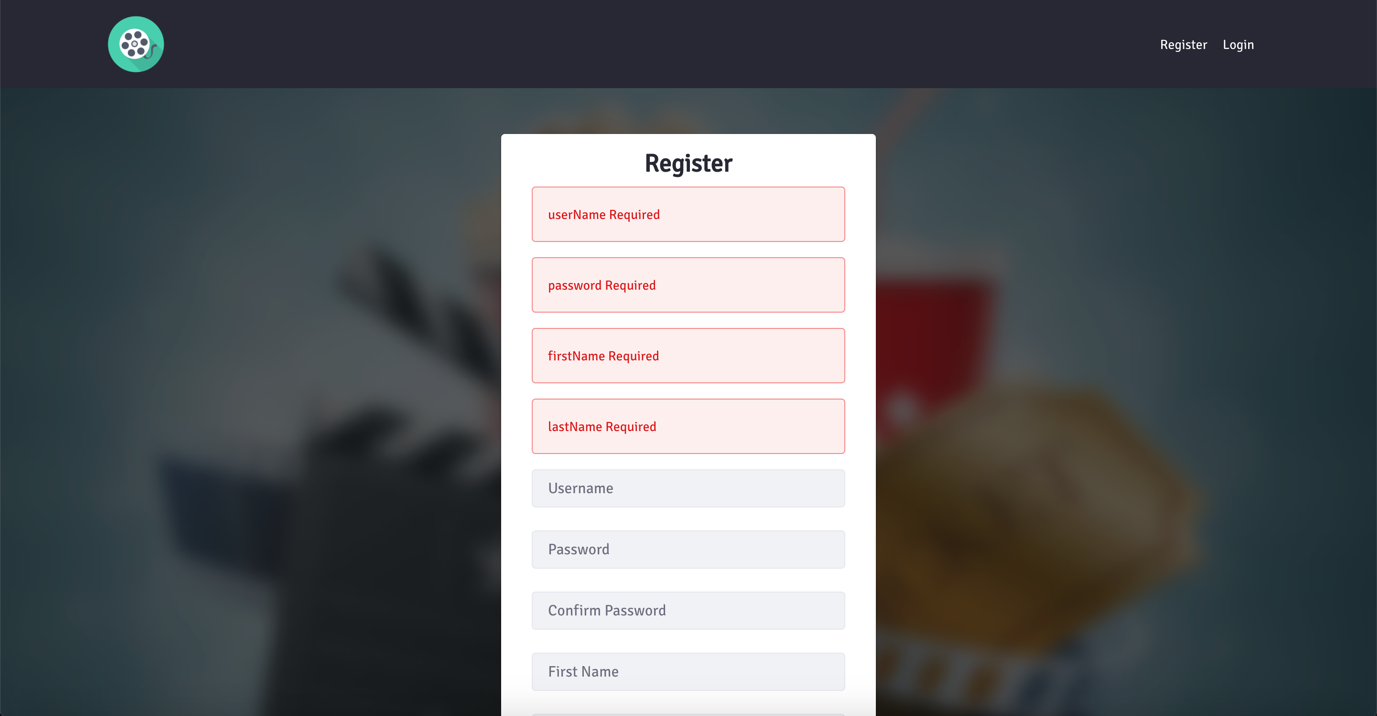 Register Login
Register
userName Required
password Required
firstName Required
lastName Required
Username
Password
Confirm Password
First Name